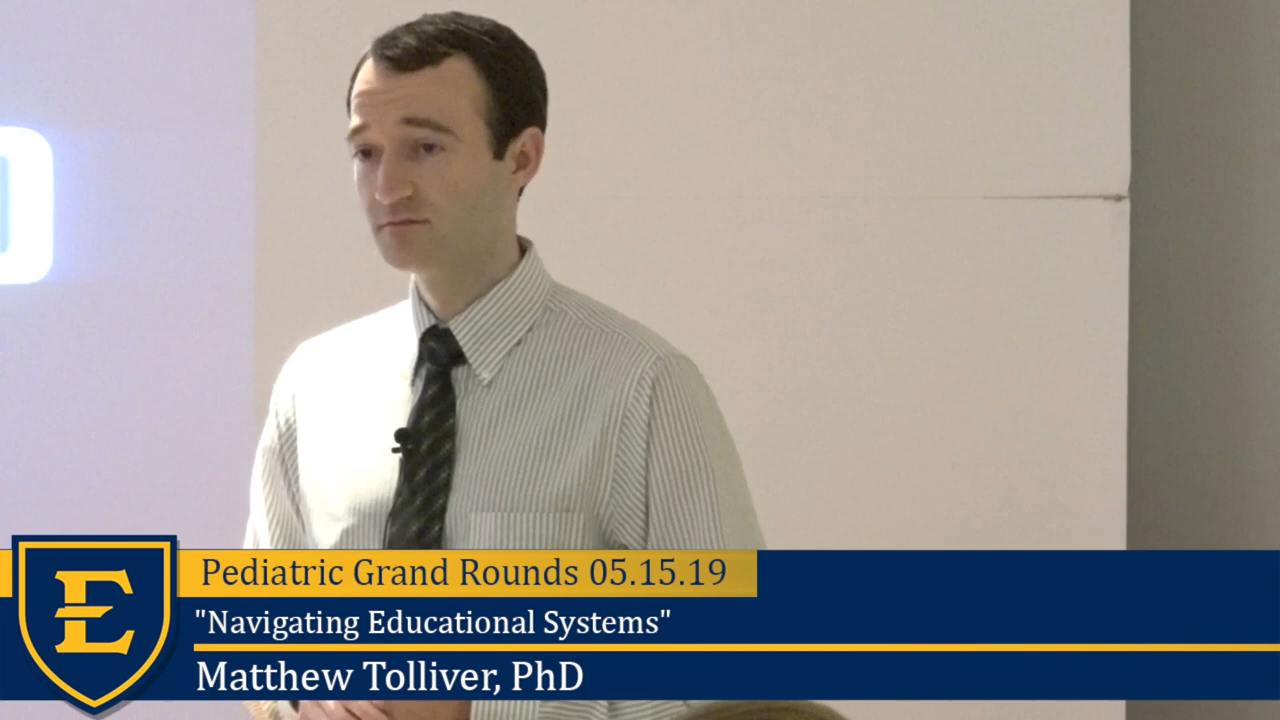 E
Pediatric Grand Rounds 05.15.19
"Navigating Educational Systems"
Matthew Tolliver, PhD